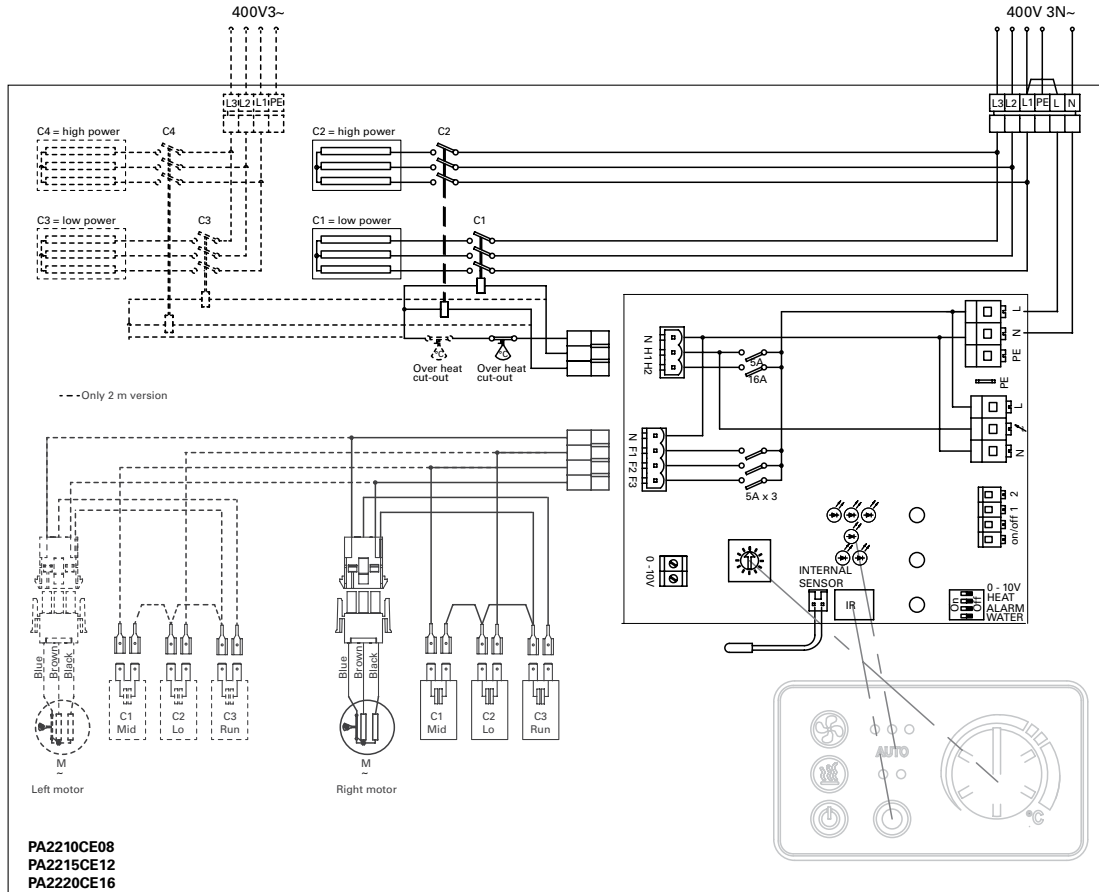 400V3~
400V 3N~
L3 L2 L1 PE
L3 L2 L1 PE L N
C4 = high power
C4
C2 = high power
C2
C3 = low power
C3
C1 = low power
C1
°C
°C
Over heat
cut-out
Over heat
cut-out
--- Only 2 m version
N H1 H2
5A
16A
L
N
PE
PE
L
N
N F1 F2 F3
5A x 3
on/off 1 2
0 - 10V
INTERNAL
SENSOR
IR
On
Off
0 - 10V
HEAT
ALARM
WATER
Blue
Brown
Black
C1
Mid
C2
Lo
C3
Run
M
~
Left motor
Blue
Brown
Black
C1
Mid
C2
Lo
C3
Run
M
~
Right motor
AUTO
°C
PA2210CE08
PA2215CE12
PA2220CE16